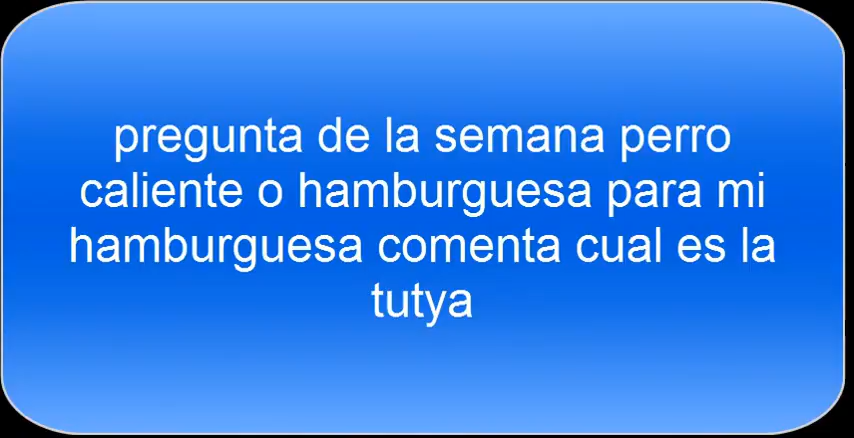 pregunta de la semana perro
caliente o hamburguesa para mi
hamburguesa comenta cual es la
tutya